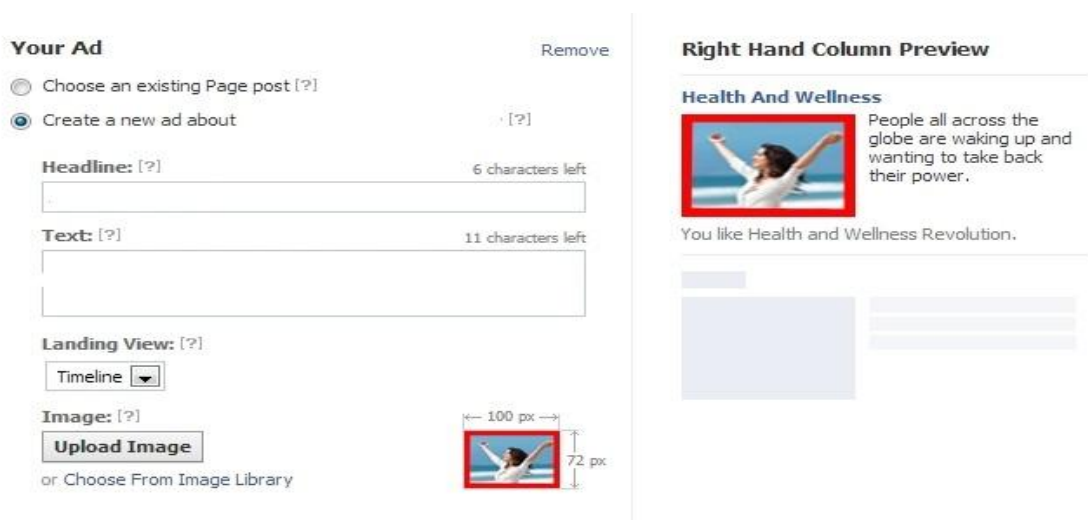 Your Ad
Remove
Choose an existing Page post [?]
Create a new ad about
[?]
Headline: [?]
6 characters left
Text: [?]
11 characters left
Landing View: [?]
Timeline
Image: [?]
Upload Image
or Choose From Image Library
100 px
72 px
Right Hand Column Preview
Health And Wellness
People all across the
globe are waking up and
wanting to take back
their power.
You like Health and Wellness Revolution.